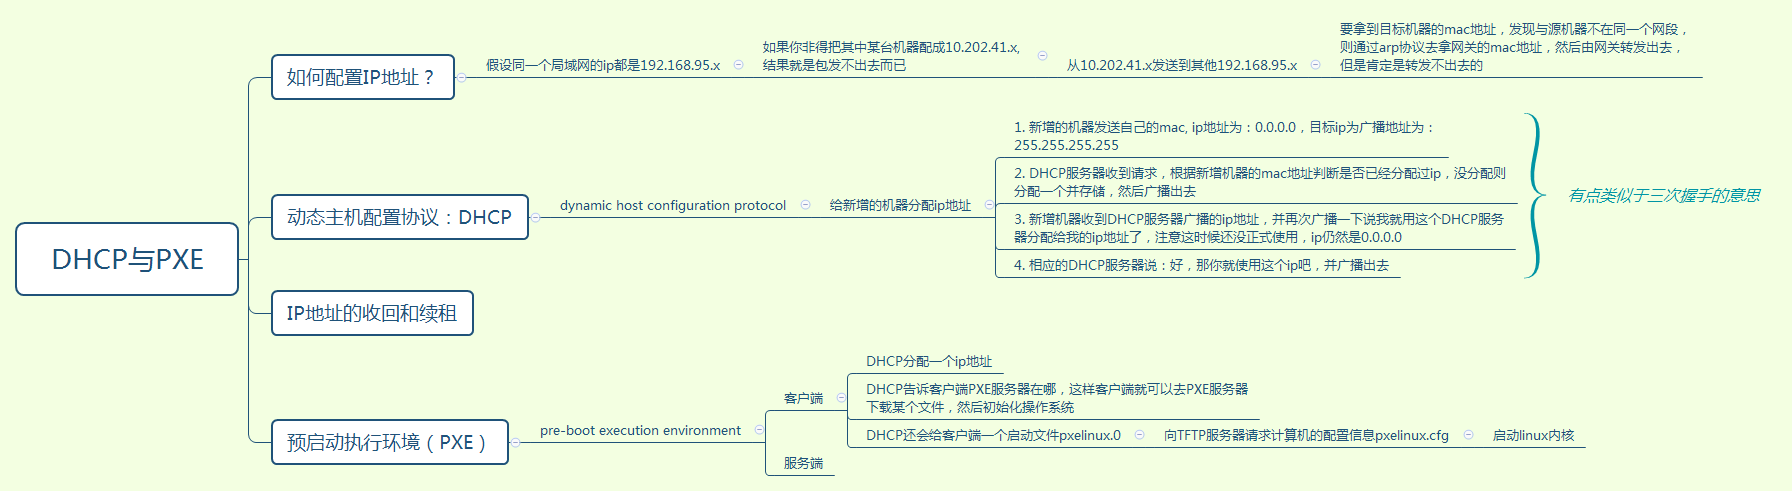 DHCP与PXE
如何配置IP地址？
假设同一个局域网的ip都是192.168.95.x
如果你非得把其中某台机器配成10.202.41.x,
结果就是包发不出去而已
从10.202.41.x发送到其他192.168.95.x
要拿到目标机器的mac地址，发现与源机器不在同一个网段，
则通过arp协议去拿网关的mac地址，然后由网关转发出去，
但是肯定是转发不出去的
动态主机配置协议：DHCP
dynamic host configuration protocol
给新增的机器分配ip地址
1. 新增的机器发送自己的mac, ip地址为：0.0.0.0，目标ip为广播地址为：
255.255.255.255
2. DHCP服务器收到请求，根据新增机器的mac地址判断是否已经分配过ip，没分配则
分配一个并存储，然后广播出去
3. 新增机器收到DHCP服务器广播的ip地址，并再次广播一下说我就用这个DHCP服务
器分配给我的ip地址了，注意这时候还没正式使用，ip仍然是0.0.0.0
4. 相应的DHCP服务器说：好，那你就使用这个ip吧，并广播出去
有点类似于三次握手的意思
IP地址的收回和续租
预启动执行环境（PXE）
pre-boot execution environment
客户端
DHCP分配一个ip地址
DHCP告诉客户端PXE服务器在哪，这样客户端就可以去PXE服务器
下载某个文件，然后初始化操作系统
DHCP还会给客户端一个启动文件pxelinux.0
向TFTP服务器请求计算机的配置信息pxelinux.cfg
启动linux内核
服务端